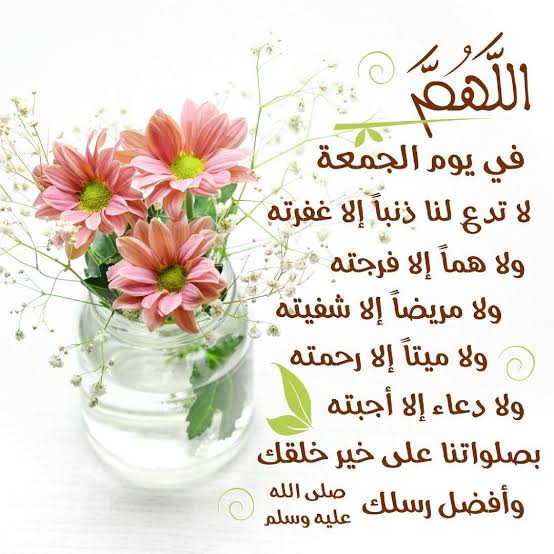 اللَّهُمَّ
في يوم الجمعة
لا تدع لنا ذنباً إلا غفرته
ولا هماً إلا فرجته
ولا مريضاً إلا شفيته
ولا ميتاً إلا رحمته
ولا دعاء إلا أجبته
بصلواتنا على خير خلقك
وأفضل رسلك صلى الله عليه وسلم